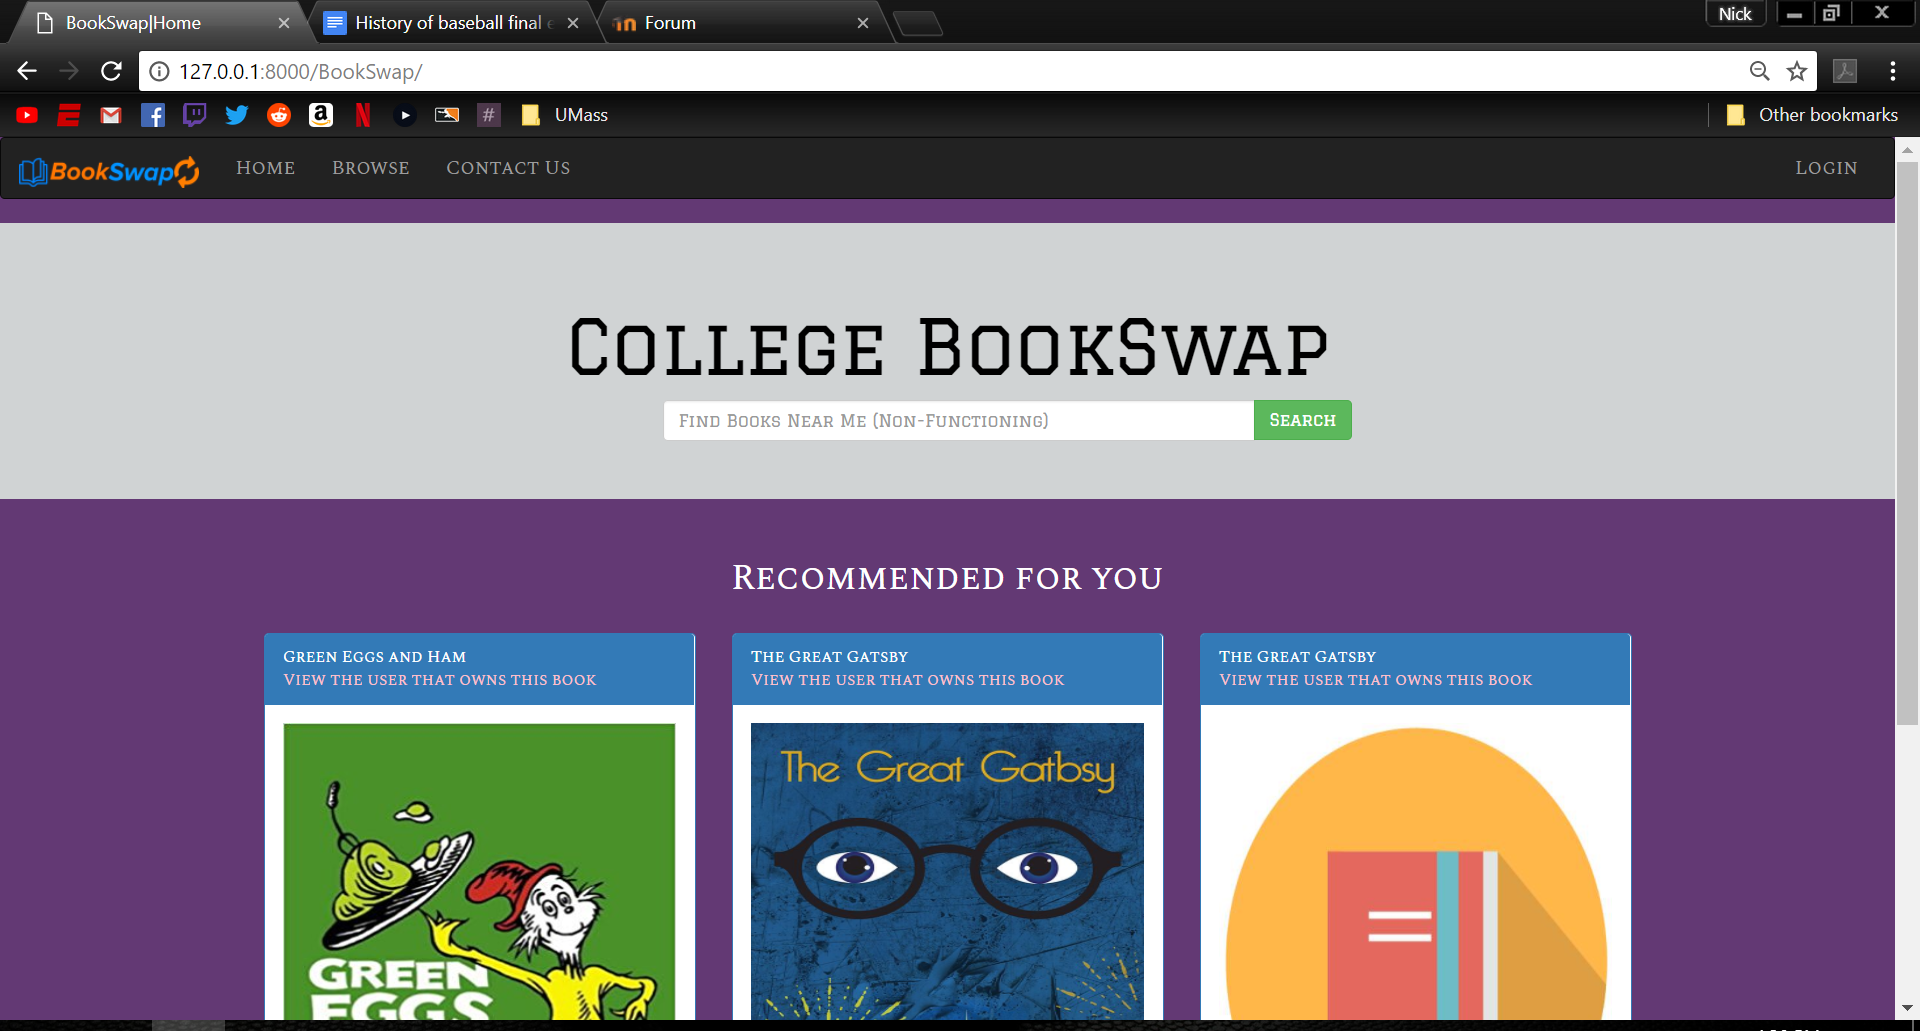 BookSwap|Home
History of baseball final e
Forum
Nick
127.0.0.1:8000/BookSwap/
UMass
Other bookmarks
BookSwap
Home
Browse
Contact Us
Login
College BookSwap
Find Books Near Me (Non-Functioning)
Search
Recommended for you
Green Eggs and Ham
View the user that owns this book
The Great Gatsby
View the user that owns this book
The Great Gatsby
View the user that owns this book
GREEN
EGGS
The Great Gatbsy